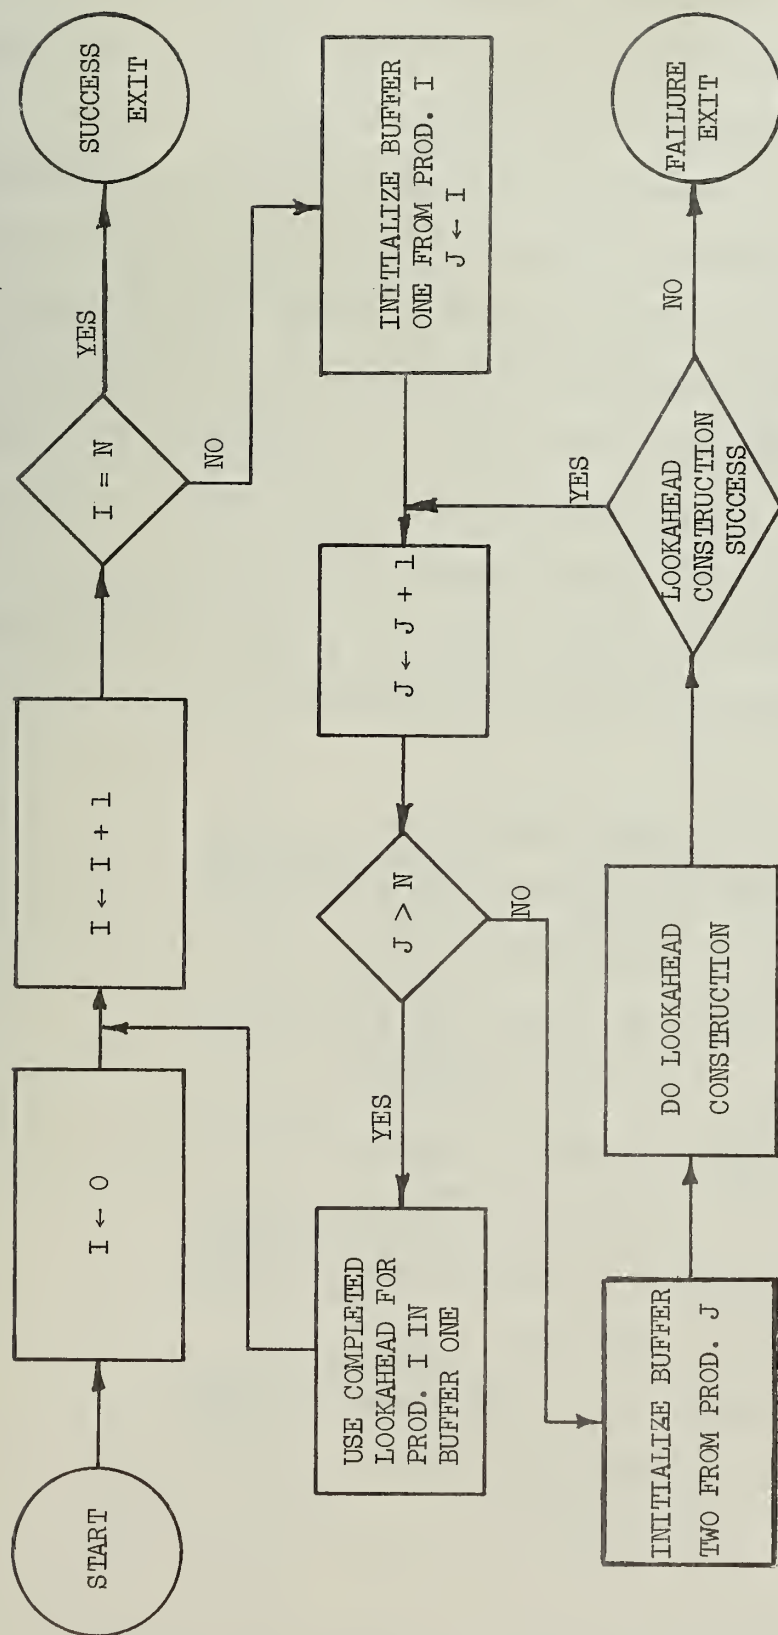 START
I ← 0
I ← I + 1
I = N
YES
SUCCESS
EXIT
NO
INITIALIZE BUFFER
ONE FROM PROD. I
J ← I
J ← J + 1
J > N
YES
USE COMPLETED
LOOKAHEAD FOR
PROD. I IN
BUFFER ONE
NO
INITIALIZE BUFFER
TWO FROM PROD. J
DO LOOKAHEAD
CONSTRUCTION
LOOKAHEAD
CONSTRUCTION
SUCCESS
YES
NO
FAILURE
EXIT